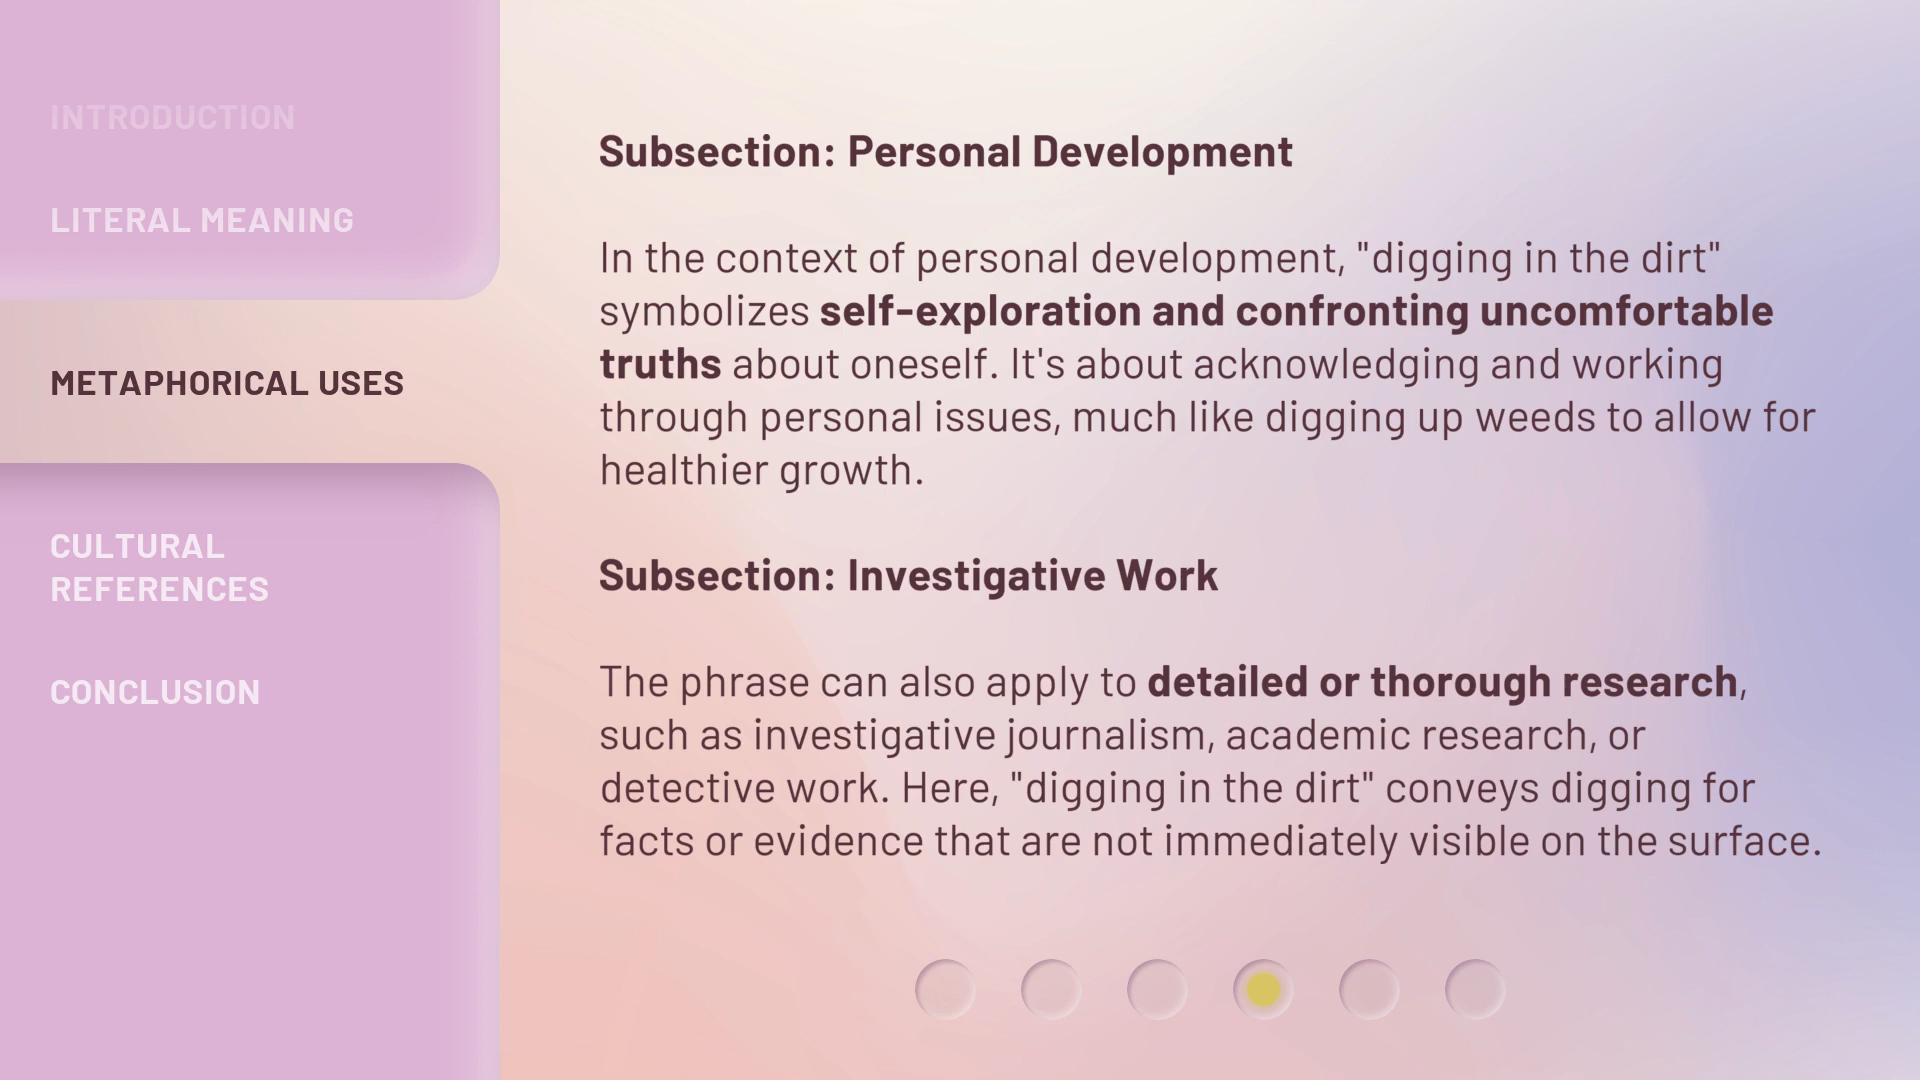 INTRODUCTION
LITERAL MEANING
METAPHORICAL USES
CULTURAL
REFERENCES
CONCLUSION
Subsection: Personal Development
In the context of personal development, "digging in the dirt"
symbolizes self-exploration and confronting uncomfortable
truths about oneself. It's about acknowledging and working
through personal issues, much like digging up weeds to allow for
healthier growth.
Subsection: Investigative Work
The phrase can also apply to detailed or thorough research,
such as investigative journalism, academic research, or
detective work. Here, "digging in the dirt" conveys digging for
facts or evidence that are not immediately visible on the surface.